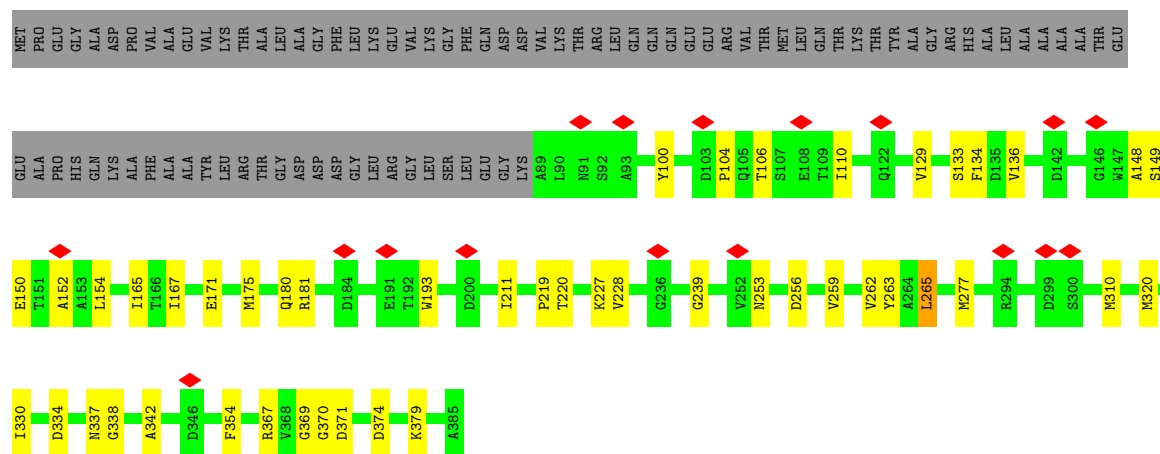 MET PRO GLU GLY ALA ASP PRO VAL ALA GLU VAL LYS THR ALA LEU ALA GLY PHE LEU LYS GLU VAL LYS GLY PHE GLN ASP ASP VAL LYS THR ARG LEU GLN GLN GLN GLU GLU ARG VAL THR MET LEU GLN THR LYS THR TYR ALA GLY ARG HIS ALA LEU ALA ALA ALA ALA THR GLU
GLU ALA PRO HIS GLN LYS ALA PHE ALA ALA TYR LEU ARG THR GLY ASP ASP ASP GLY LEU ARG GLY LEU SER LEU GLU GLY LYS A89 L90 N91 S92 A93 Y100 D103 P104 Q105 T106 S107 E108 T109 I110 Q122 V129 S133 F134 D135 V136 D142 G146 W147 A148 S149
E150 T151 A152 A153 L154 I165 T166 I167 E171 M175 Q180 R181 D184 E191 T192 W193 D200 I211 P219 T220 K227 V228 G236 G239 V252 N253 D256 V259 V262 Y263 A264 L265 M277 R294 D299 S300 M310 M320
I330 D334 N337 G338 A342 D346 F354 R367 V368 G369 G370 D371 D374 K379 A385